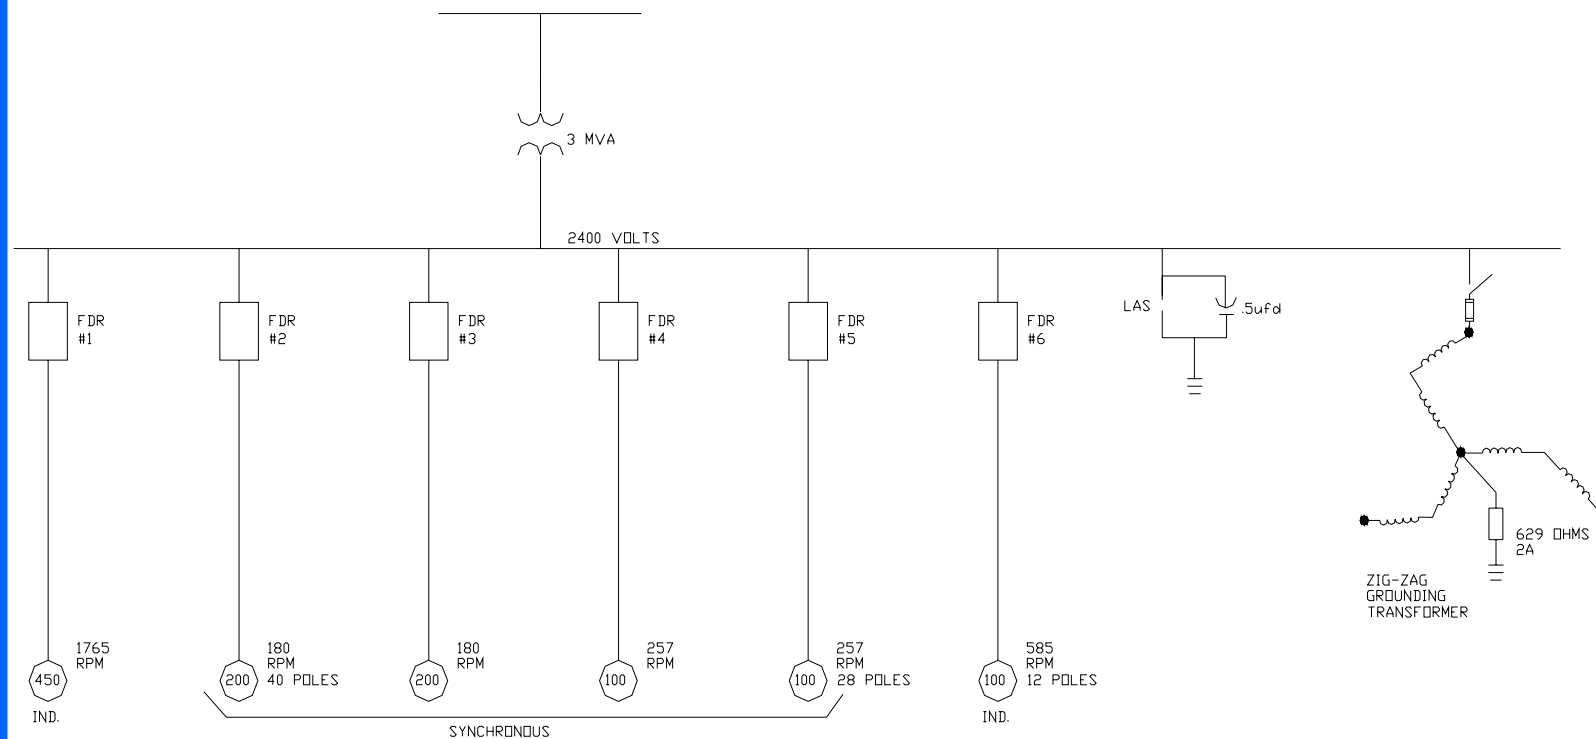 3 MVA
2400 VOLTS
FDR
#1
FDR
#2
FDR
#3
FDR
#4
FDR
#5
FDR
#6
LAS
.5ufd
629 OHMS
2A
ZIG-ZAG
GROUNDING
TRANSFORMER
1765
RPM
450
IND.
180
RPM
200
40 POLES
180
RPM
200
257
RPM
100
257
RPM
100
28 POLES
585
RPM
100
12 POLES
IND.
SYNCHRONOUS